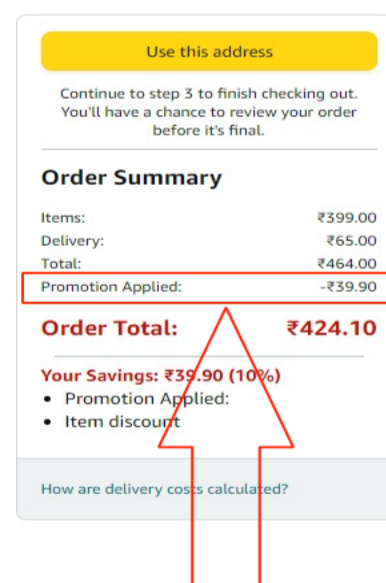 Use this address
Continue to step 3 to finish checking out.
You'll have a chance to review your order
before it's final.
Order Summary
Items: ₹399.00
Delivery: ₹65.00
Total: ₹464.00
Promotion Applied: -₹39.90
Order Total: ₹424.10
Your Savings: ₹39.90 (10%)
• Promotion Applied:
• Item discount
How are delivery costs calculated?